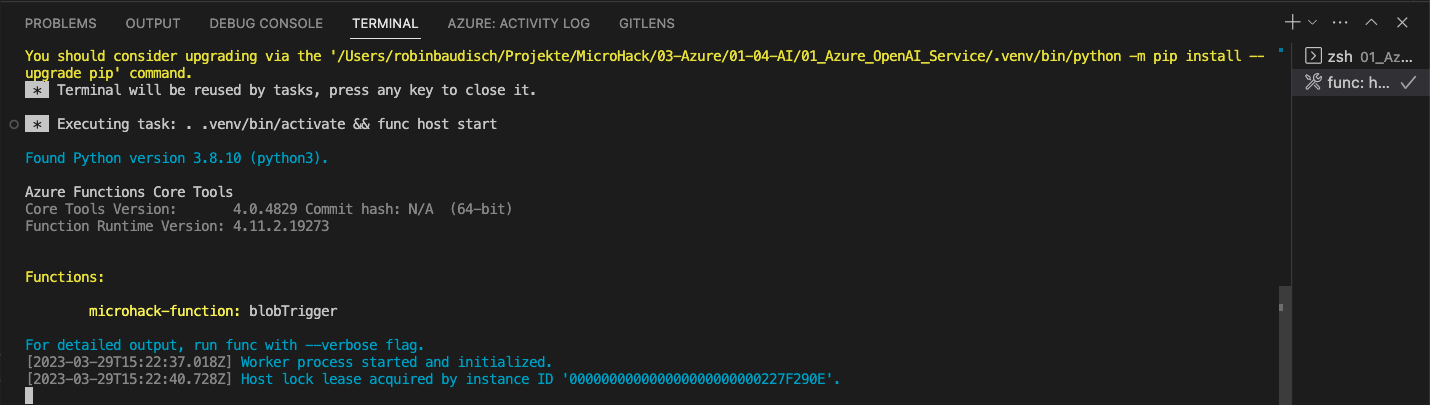 PROBLEMS OUTPUT DEBUG CONSOLE TERMINAL AZURE: ACTIVITY LOG GITLENS
You should consider upgrading via the '/Users/robinbaudisch/Projekte/MicroHack/03-Azure/01-04-AI/01_Azure_OpenAI_Service/.venv/bin/python -m pip install --
upgrade pip' command.
* Terminal will be reused by tasks, press any key to close it.
* Executing task: . .venv/bin/activate && func host start
Found Python version 3.8.10 (python3).
Azure Functions Core Tools
Core Tools Version: 4.0.4829 Commit hash: N/A (64-bit)
Function Runtime Version: 4.11.2.19273
Functions:
microhack-function: blobTrigger
For detailed output, run func with --verbose flag.
[2023-03-29T15:22:37.018Z] Worker process started and initialized.
[2023-03-29T15:22:40.728Z] Host lock lease acquired by instance ID '000000000000000000000000227F290E'.
zsh 01_Az...
func: h...